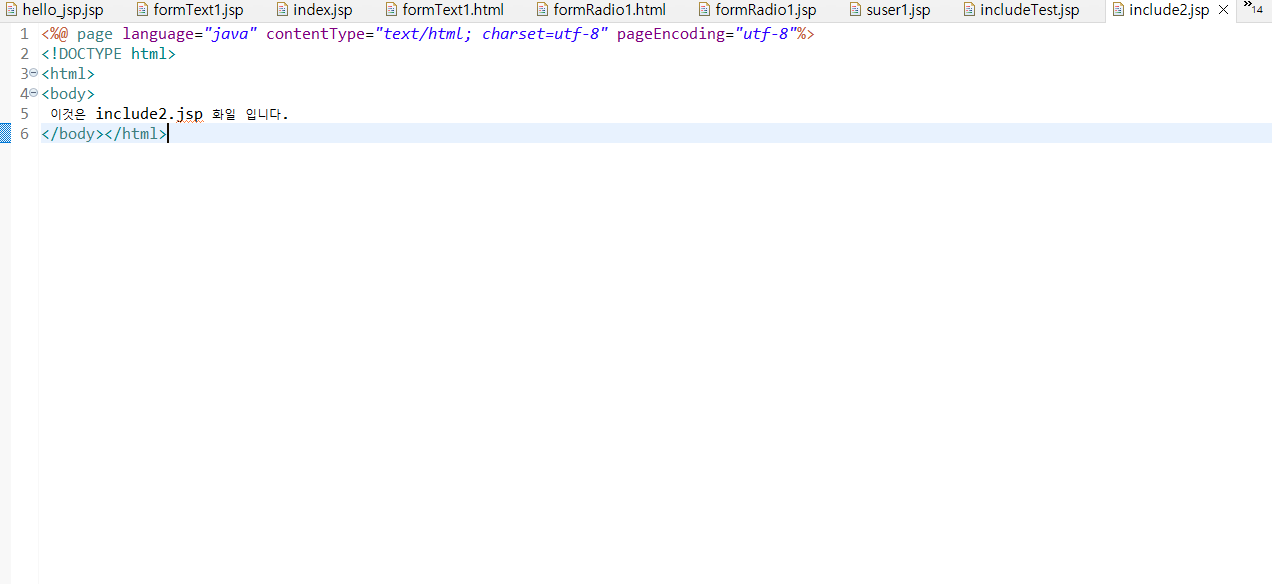 hello_jsp.jsp formText1.jsp index.jsp formText1.html formRadio1.html formRadio1.jsp suser1.jsp includeTest.jsp include2.jsp 14
1 <%@ page language="java" contentType="text/html; charset=utf-8" pageEncoding="utf-8"%>
2 <!DOCTYPE html>
3 <html>
4 <body>
5 이것은 include2.jsp 화일 입니다.
6 </body></html>